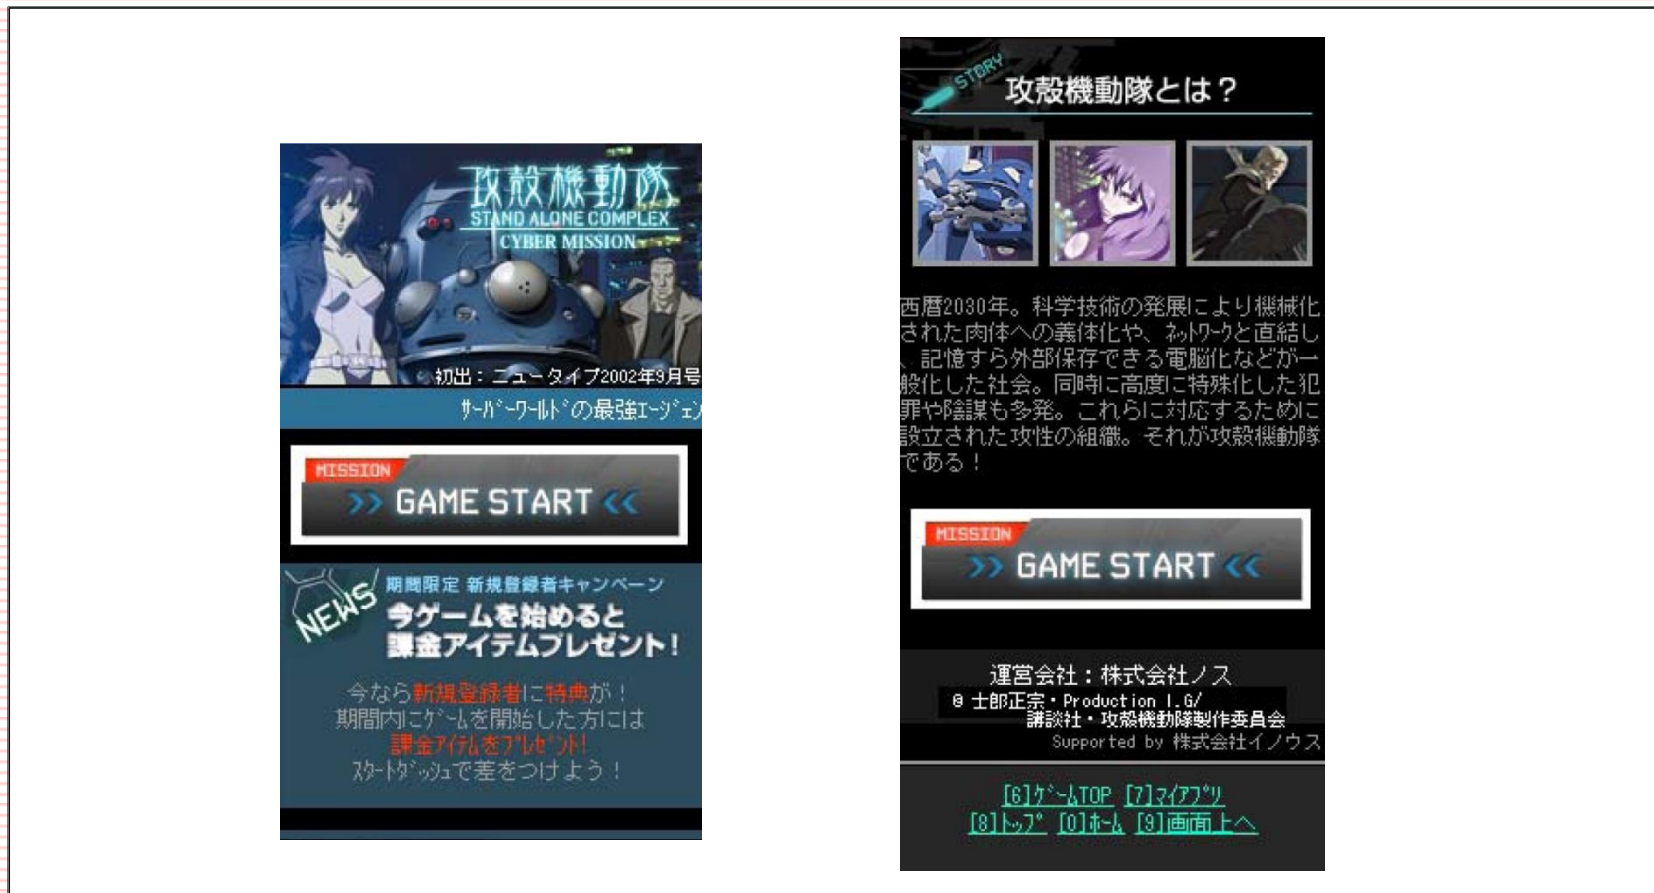 攻殻機動隊
STAND ALONE COMPLEX
CYBER MISSION
初出：ニュータイプ2002年9月号
ｻｰﾊﾞｰﾜｰﾙﾄﾞの最強ｴｰｼﾞｪﾝ
MISSION
>> GAME START <<
NEWS
期間限定 新規登録者キャンペーン
今ゲームを始めると
課金アイテムプレゼント!
今なら新規登録者に特典が！
期間内にｹﾞｰﾑを開始した方には
課金ｱｲﾃﾑをﾌﾟﾚｾﾞﾝﾄ!
ｽﾀｰﾄﾀﾞｯｼｭで差をつけよう！
STORY
攻殻機動隊とは？
西暦2030年。科学技術の発展により機械化
された肉体への義体化や、ﾈｯﾄﾜｰｸと直結し
、記憶すら外部保存できる電脳化などが一
般化した社会。同時に高度に特殊化した犯
罪や陰謀も多発。これらに対応するために
設立された攻性の組織。それが攻殻機動隊
である！
MISSION
>> GAME START <<
運営会社：株式会社ノス
@ 士郎正宗・Production I.G/
講談社・攻殻機動隊製作委員会
Supported by 株式会社イノウス
[6]ｹﾞｰﾑTOP [7]ﾏｲｱﾌﾟﾘ
[8]ﾄｯﾌﾟ [0]ﾎｰﾑ [9]画面上へ